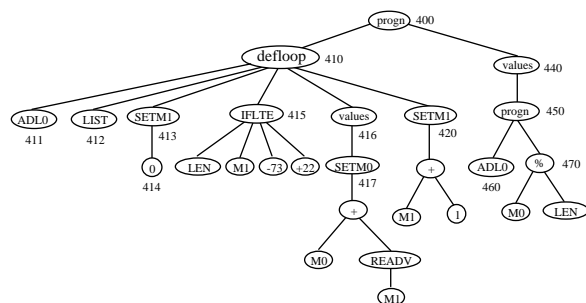 progn 400
defloop 410
values 440
ADL0 LIST SETM1 IFLTE values SETM1 progn 450
411 412 413 415 416 420
0 LEN M1 -73 +22 SETM0 + ADL0 % 470
414 417 460
+ M1 1 M0 LEN
M0 READV
M1